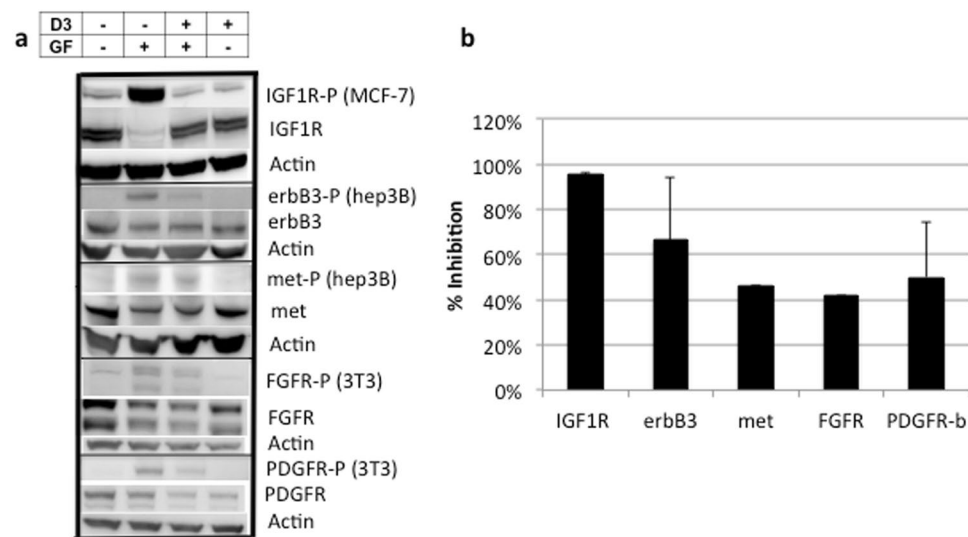 a
D3 - - + +
GF - + + -
IGF1R-P (MCF-7)
IGF1R
Actin
erbB3-P (hep3B)
erbB3
Actin
met-P (hep3B)
met
Actin
FGFR-P (3T3)
FGFR
Actin
PDGFR-P (3T3)
PDGFR
Actin
b
% Inhibition
120%
100%
80%
60%
40%
20%
0%
IGF1R erbB3 met FGFR PDGFR-b